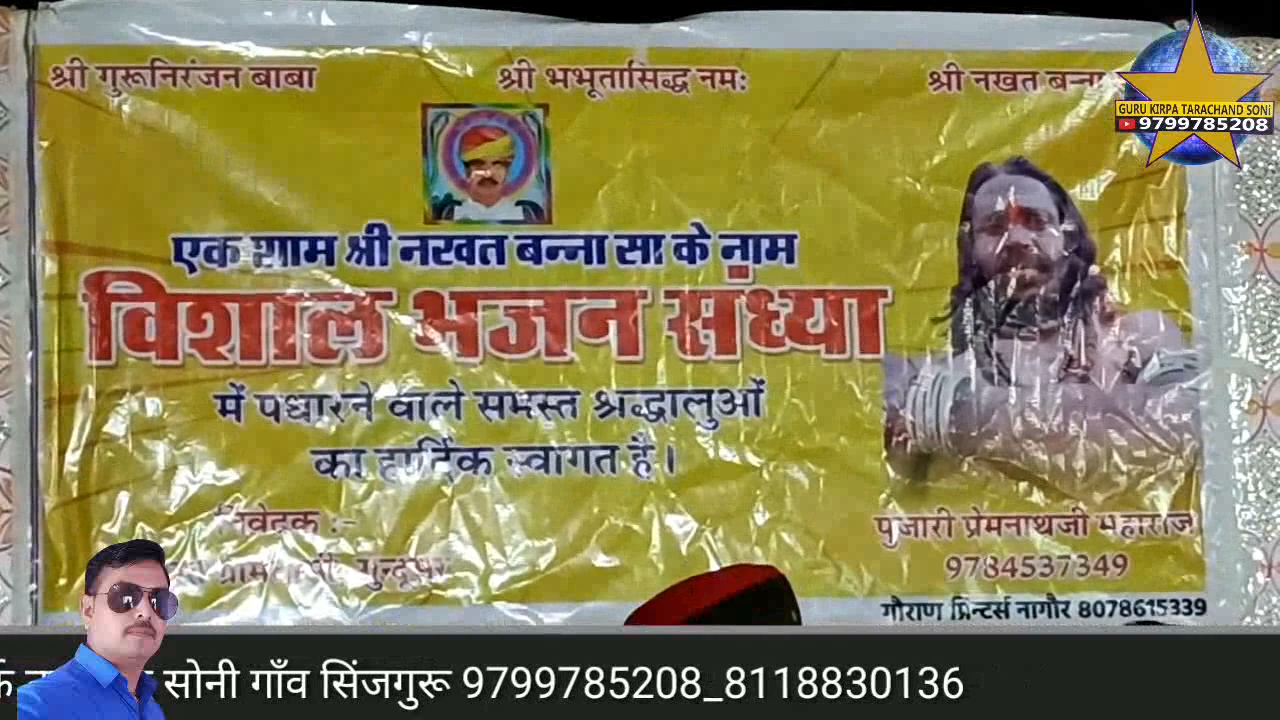 श्री गुरूनिरंजन बाबा
श्री भभूतासिद्ध नमः
श्री नखत बन्ना
GURU KIRPA TARACHAND SONi
9799785208
एक शाम श्री नखत बन्ना सा के नाम
विशाल भजन संध्या
में पधारने वाले समस्त श्रद्धालुओं
का हार्दिक स्वागत है।
निवेदक :-
पुजारी प्रेमनाथजी महाराज
9784537349
गौराण प्रिन्टर्स नागौर 8078615339
सोनी गाँव सिंजगुरू 9799785208_8118830136